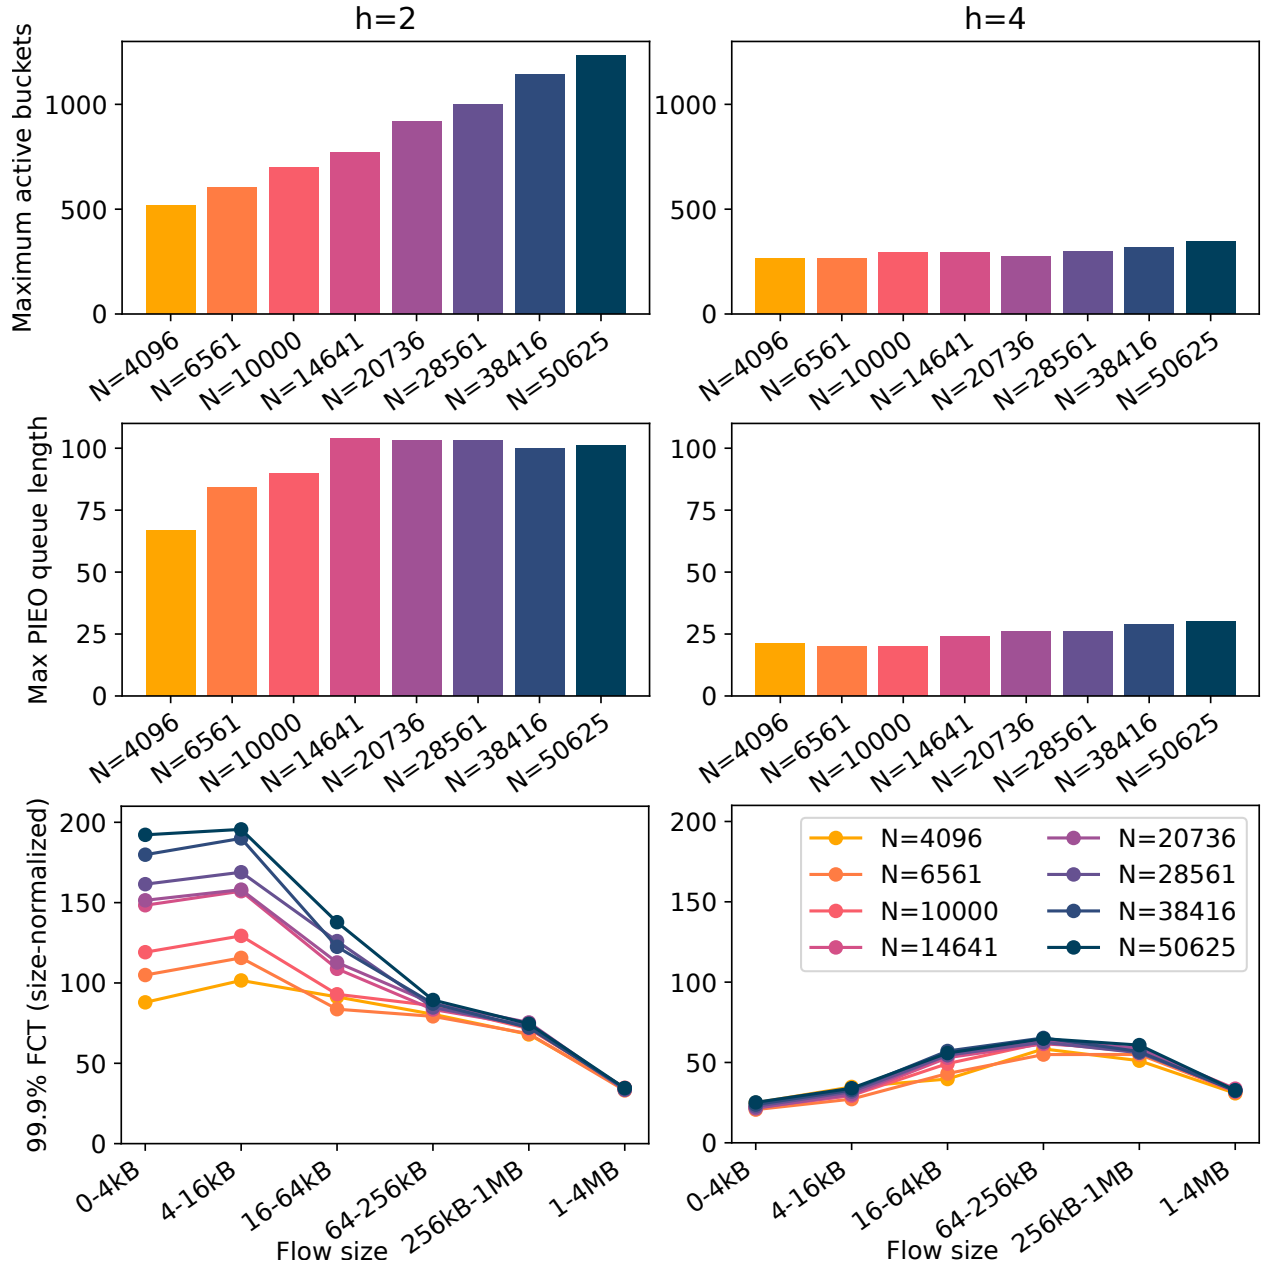 h=2
h=4
Maximum active buckets
1000
500
0
N=4096
N=6561
N=10000
N=14641
N=20736
N=28561
N=38416
N=50625
1000
500
0
N=4096
N=6561
N=10000
N=14641
N=20736
N=28561
N=38416
N=50625
Max PIEO queue length
100
75
50
25
0
N=4096
N=6561
N=10000
N=14641
N=20736
N=28561
N=38416
N=50625
100
75
50
25
0
N=4096
N=6561
N=10000
N=14641
N=20736
N=28561
N=38416
N=50625
99.9% FCT (size-normalized)
200
150
100
50
0
0-4kB
4-16kB
16-64kB
64-256kB
256kB-1MB
1-4MB
Flow size
200
150
100
50
0
N=4096
N=6561
N=10000
N=14641
N=20736
N=28561
N=38416
N=50625
0-4kB
4-16kB
16-64kB
64-256kB
256kB-1MB
1-4MB
Flow size